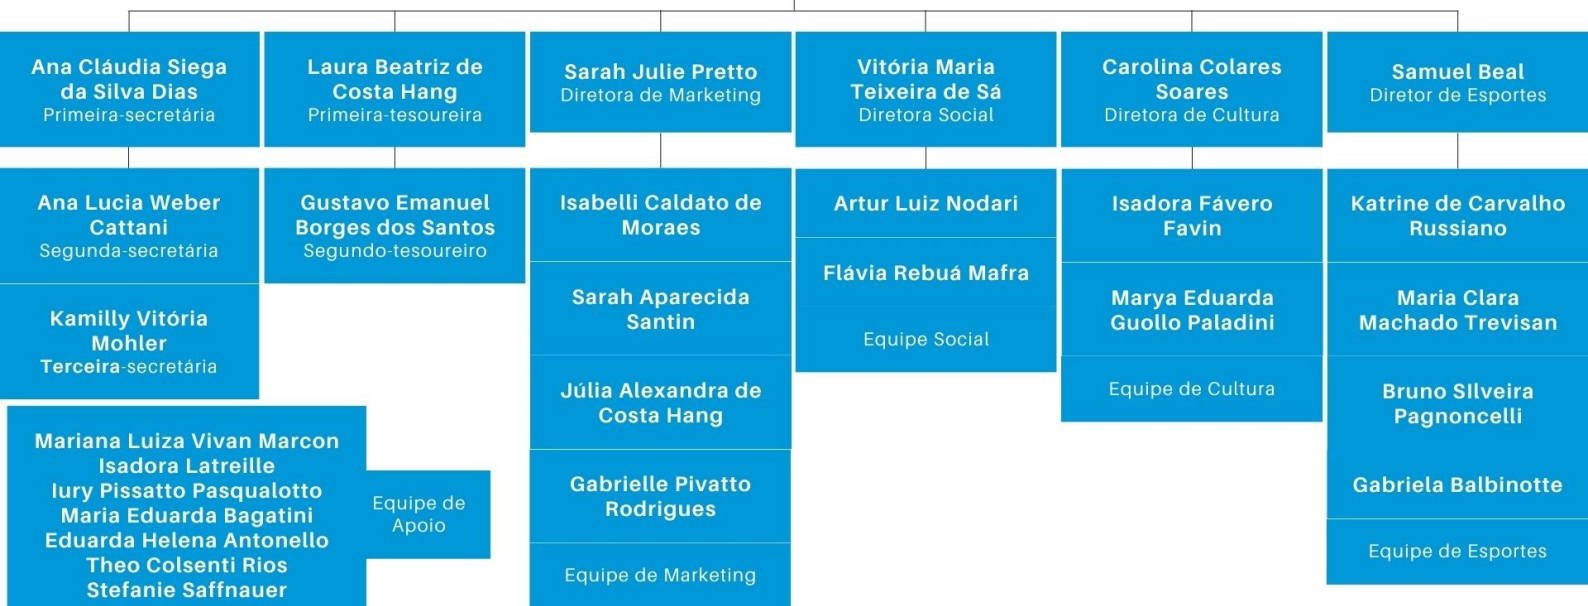 Ana Cláudia Siega
da Silva Dias
Primeira-secretária
Laura Beatriz de
Costa Hang
Primeira-tesoureira
Sarah Julie Pretto
Diretora de Marketing
Vitória Maria
Teixeira de Sá
Diretora Social
Carolina Colares
Soares
Diretora de Cultura
Samuel Beal
Diretor de Esportes
Ana Lucia Weber
Cattani
Segunda-secretária
Kamilly Vitória
Mohler
Terceira-secretária
Gustavo Emanuel
Borges dos Santos
Segundo-tesoureiro
Isabelli Caldato de
Moraes
Sarah Aparecida
Santin
Júlia Alexandra de
Costa Hang
Gabrielle Pivatto
Rodrigues
Equipe de Marketing
Artur Luiz Nodari
Flávia Rebuá Mafra
Equipe Social
Isadora Fávero
Favin
Marya Eduarda
Guollo Paladini
Equipe de Cultura
Katrine de Carvalho
Russiano
Maria Clara
Machado Trevisan
Bruno SIlveira
Pagnoncelli
Gabriela Balbinotte
Equipe de Esportes
Mariana Luiza Vivan Marcon
Isadora Latreille
Iury Pissatto Pasqualotto
Maria Eduarda Bagatini
Eduarda Helena Antonello
Theo Colsenti Rios
Stefanie Saffnauer
Equipe de
Apoio